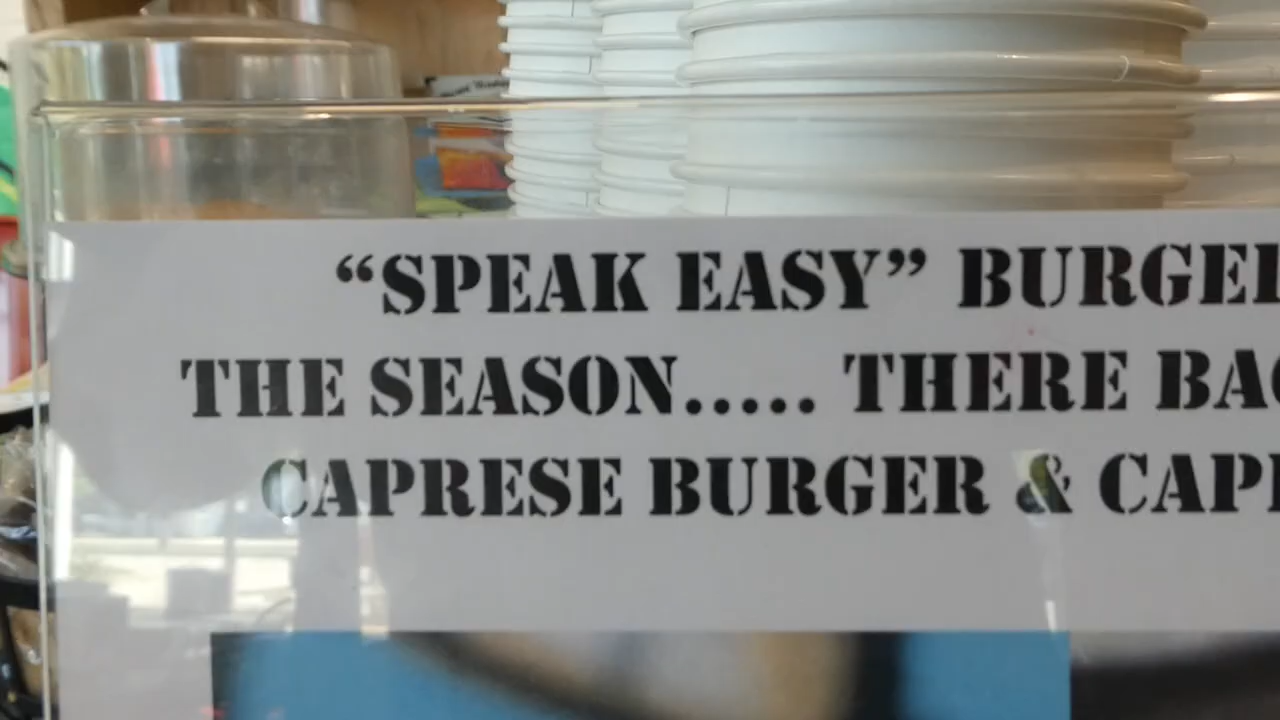 “SPEAK EASY” BURGE
THE SEASON..... THERE BA
CAPRESE BURGER & CAP